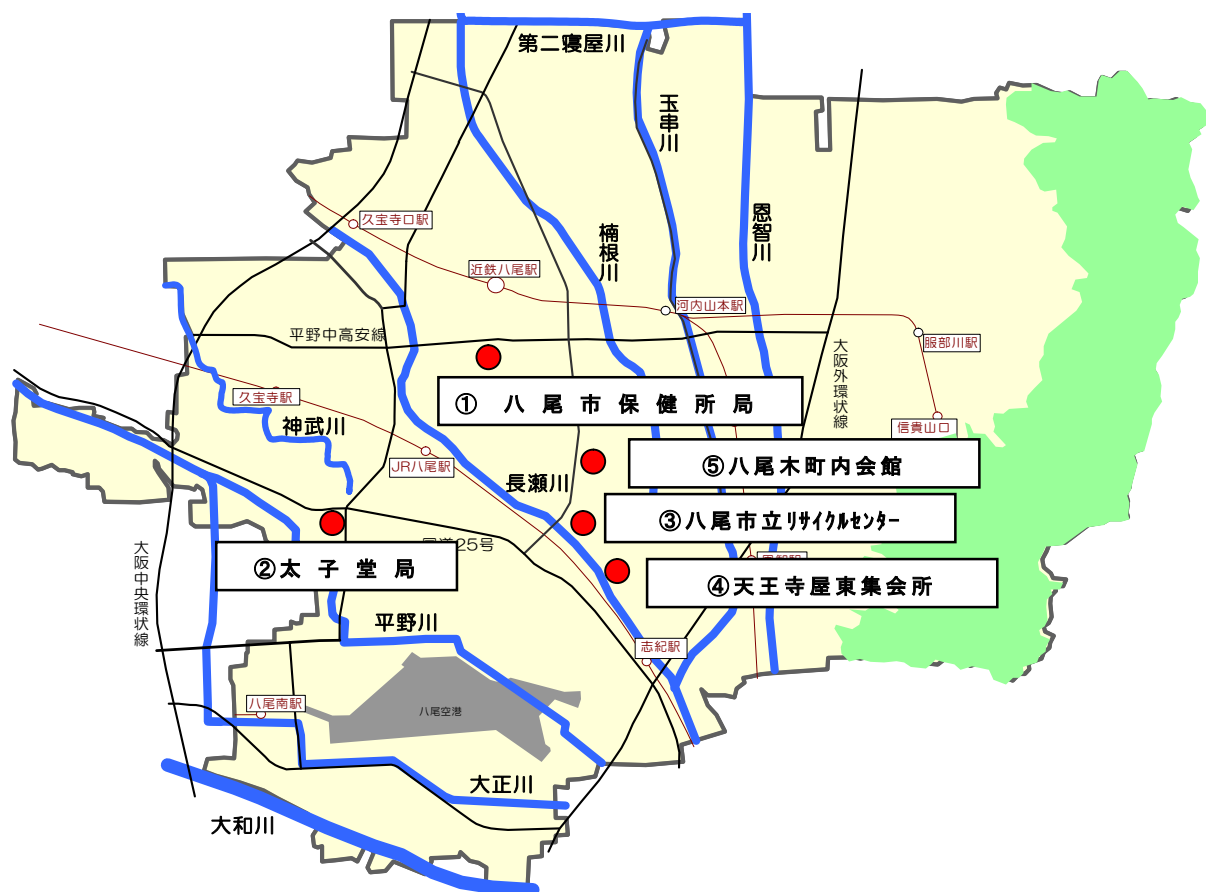 第二寝屋川
玉串川
恩智川
久宝寺口駅
楠根川
近鉄八尾駅
河内山本駅
平野中高安線
服部川駅
大阪外環状線
久宝寺駅
① 八尾市保健所局
信貴山口
神武川
JR八尾駅
⑤八尾木町内会館
長瀬川
③八尾市立ﾘｻｲｸﾙｾﾝﾀｰ
25号
大阪中央環状線
②太子堂局
④天王寺屋東集会所
平野川
志紀駅
八尾南駅
八尾空港
大正川
大和川